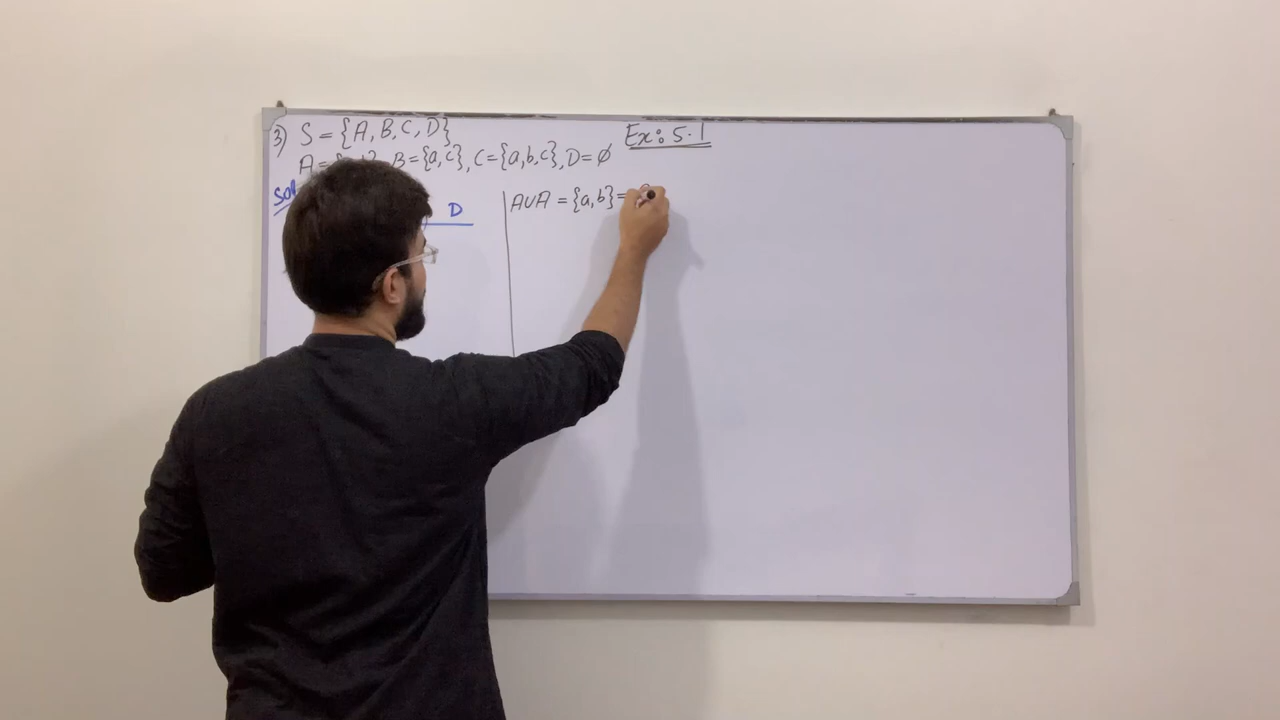 3) S = {A, B, C, D}
Ex: 5.1
A = B = {a, c}, C = {a, b, c}, D = ∅
D
A∪A = {a, b} =